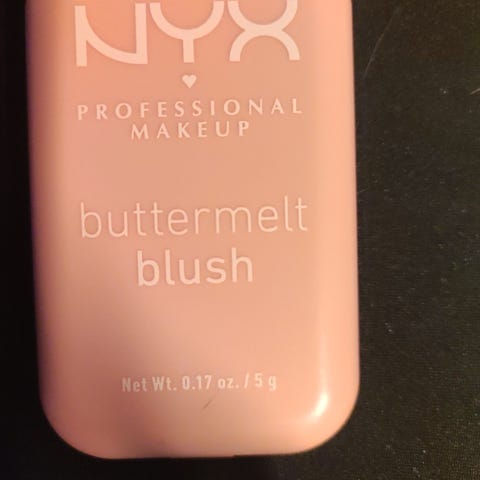 NYX
PROFESSIONAL
MAKEUP
buttermelt
blush
Net Wt. 0.17 oz. / 5 g